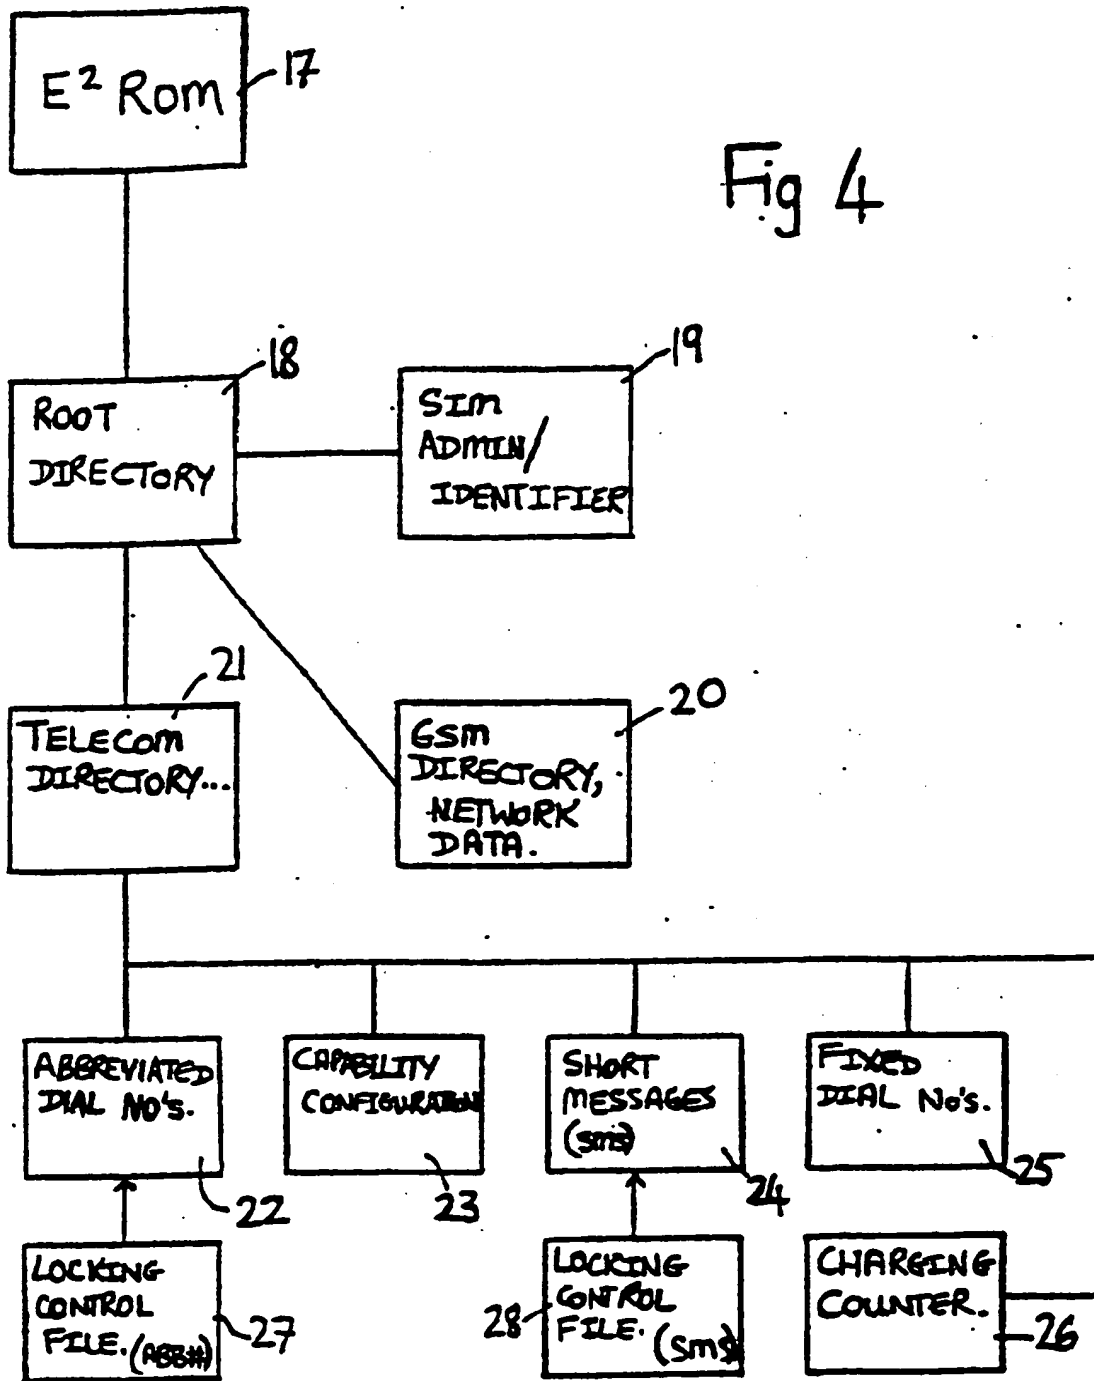 E² Rom
17
Fig 4
18
ROOT
DIRECTORY
19
SIM
ADMIN/
IDENTIFIER
21
TELECOM
DIRECTORY...
20
GSM
DIRECTORY,
NETWORK
DATA.
ABBREVIATED
DIAL NO's.
22
CAPABILITY
CONFIGURATION
23
SHORT
MESSAGES
(sms)
24
FIXED
DIAL No's.
25
LOCKING
CONTROL
FILE. (ABB#)
27
28
LOCKING
CONTROL
FILE. (sms)
CHARGING
COUNTER.
26